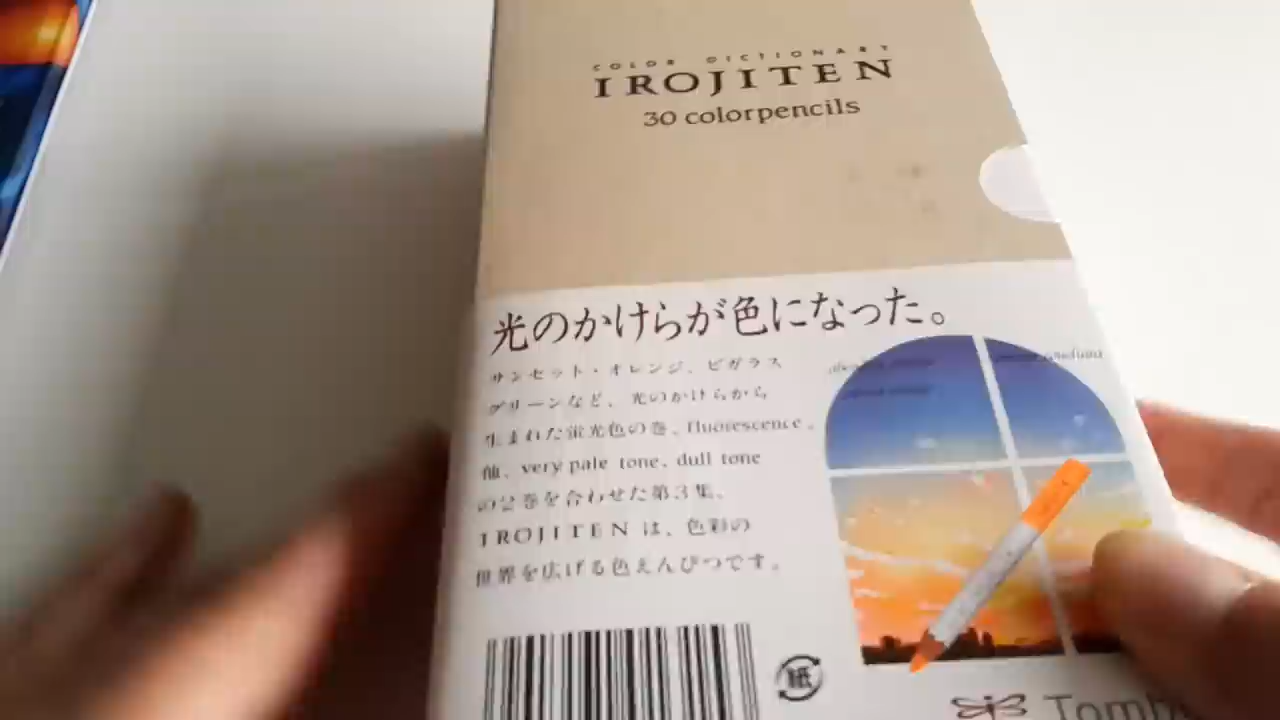 COLOR DICTIONARY
IROJITEN
30 colorpencils
光のかけらが色になった。
サンセット・オレンジ、ビガラス
グリーンなど、光のかけらから
生まれた蛍光色の巻、fluorescence。
他、very pale tone、dull tone
の2巻を合わせた第3集。
IROJITEN は、色彩の
世界を広げる色えんぴつです。
紙